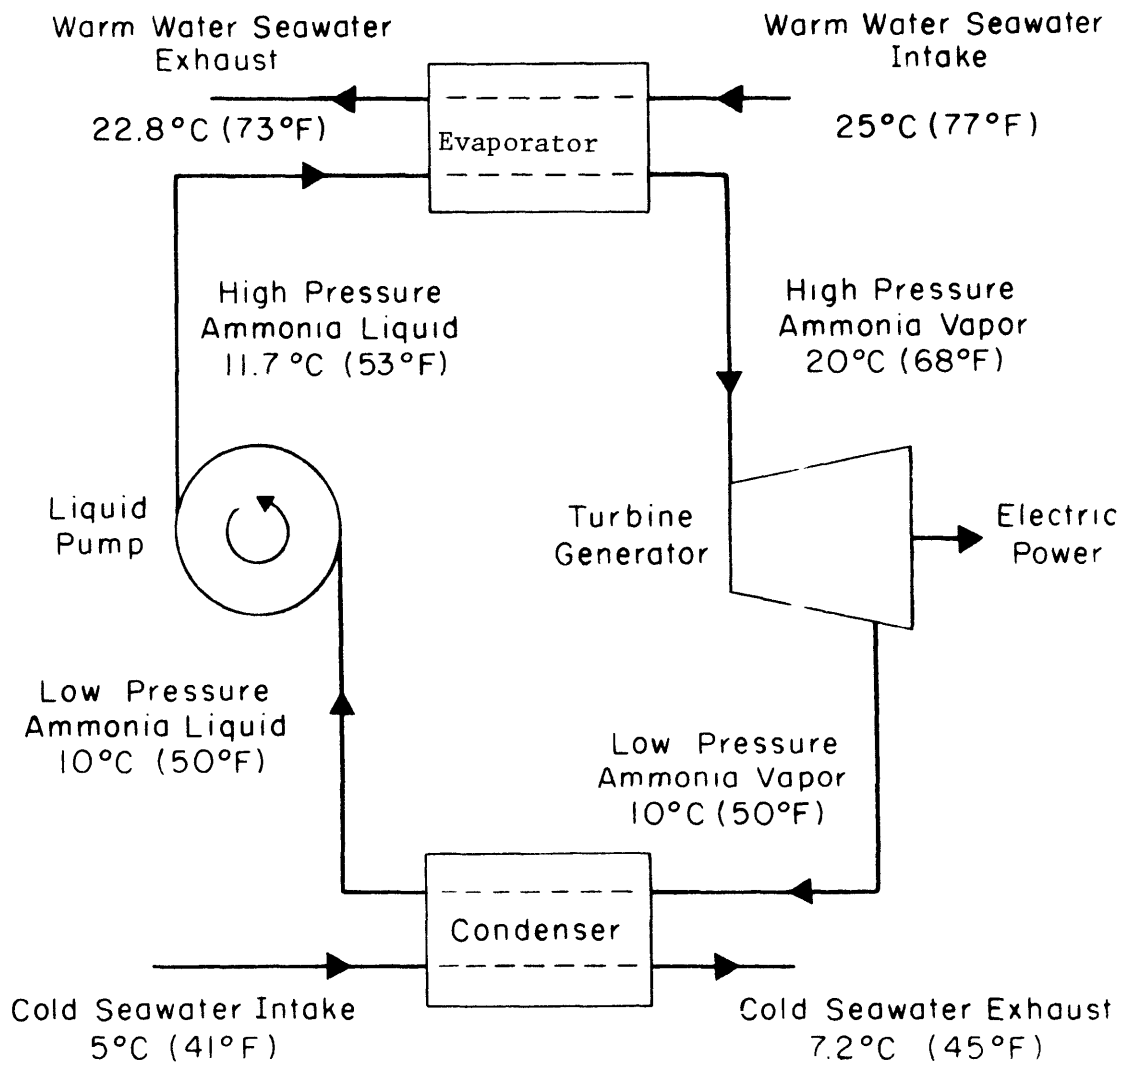 Warm Water Seawater
Exhaust
22.8°C (73°F)
Warm Water Seawater
Intake
25°C (77°F)
Evaporator
High Pressure
Ammonia Liquid
11.7°C (53°F)
High Pressure
Ammonia Vapor
20°C (68°F)
Liquid
Pump
Turbine
Generator
Electric
Power
Low Pressure
Ammonia Liquid
10°C (50°F)
Low Pressure
Ammonia Vapor
10°C (50°F)
Condenser
Cold Seawater Intake
5°C (41°F)
Cold Seawater Exhaust
7.2°C (45°F)